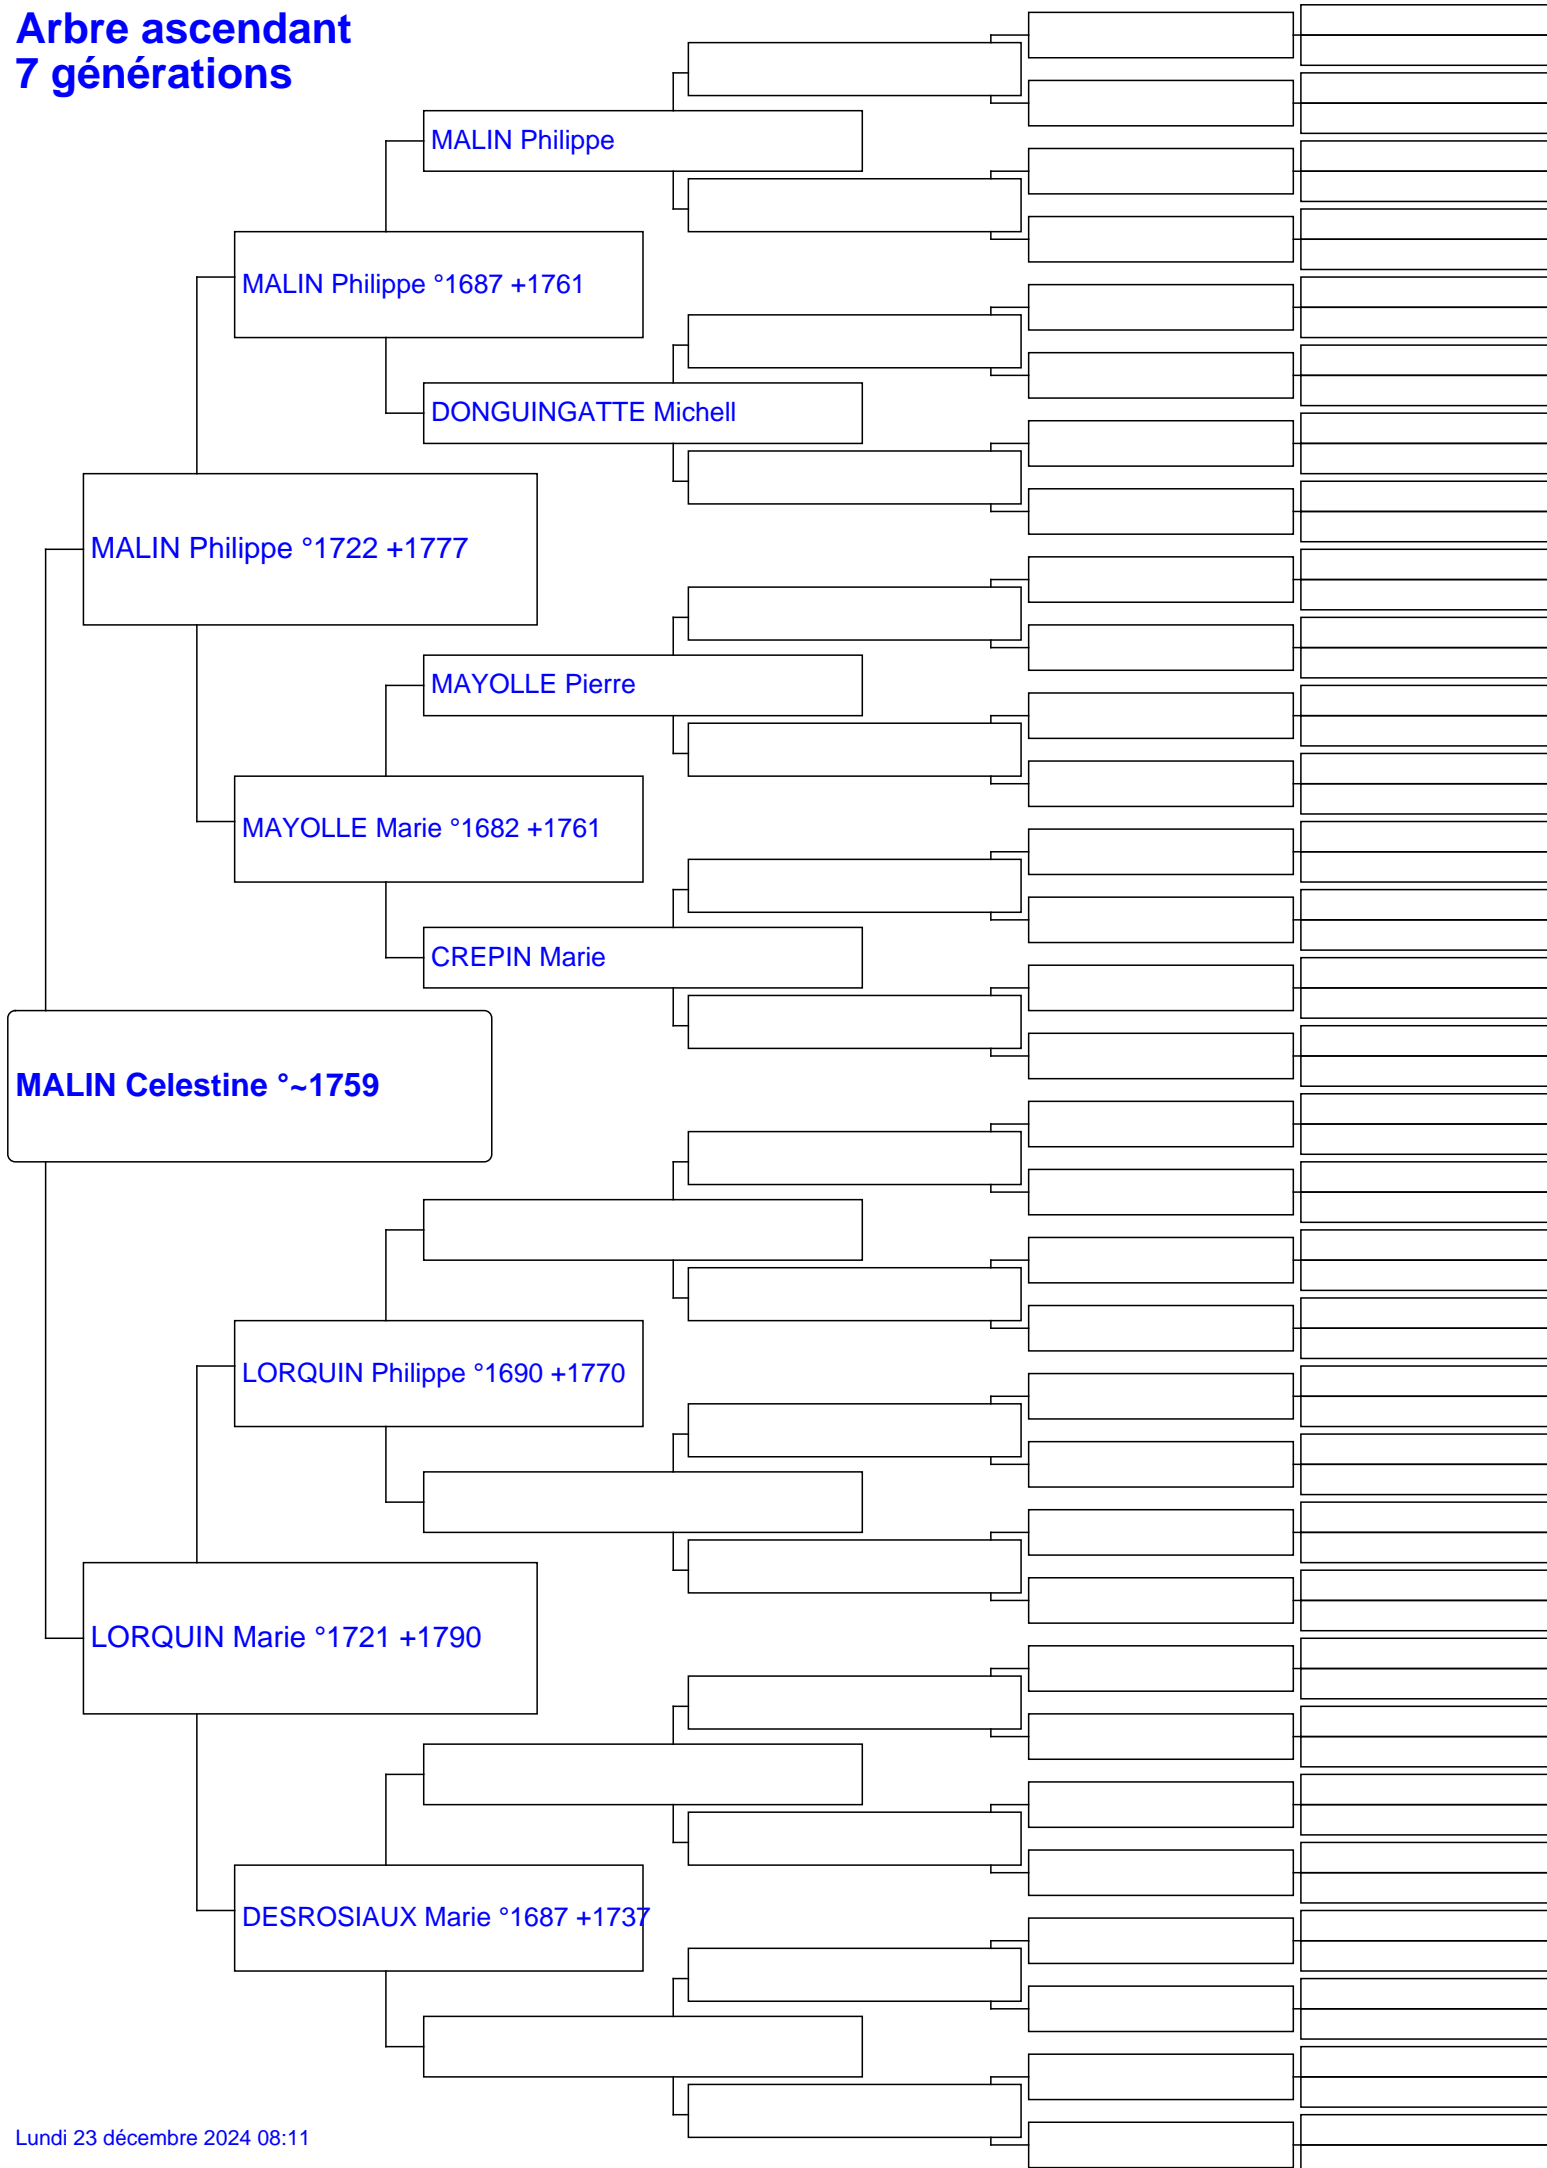 Arbre ascendant
7 générations
MALIN Philippe
MALIN Philippe °1687 +1761
DONGUINGATTE Michell
MALIN Philippe °1722 +1777
MAYOLLE Pierre
MAYOLLE Marie °1682 +1761
CREPIN Marie
MALIN Celestine °~1759
LORQUIN Philippe °1690 +1770
LORQUIN Marie °1721 +1790
DESROSIAUX Marie °1687 +1737
Lundi 23 décembre 2024 08:11